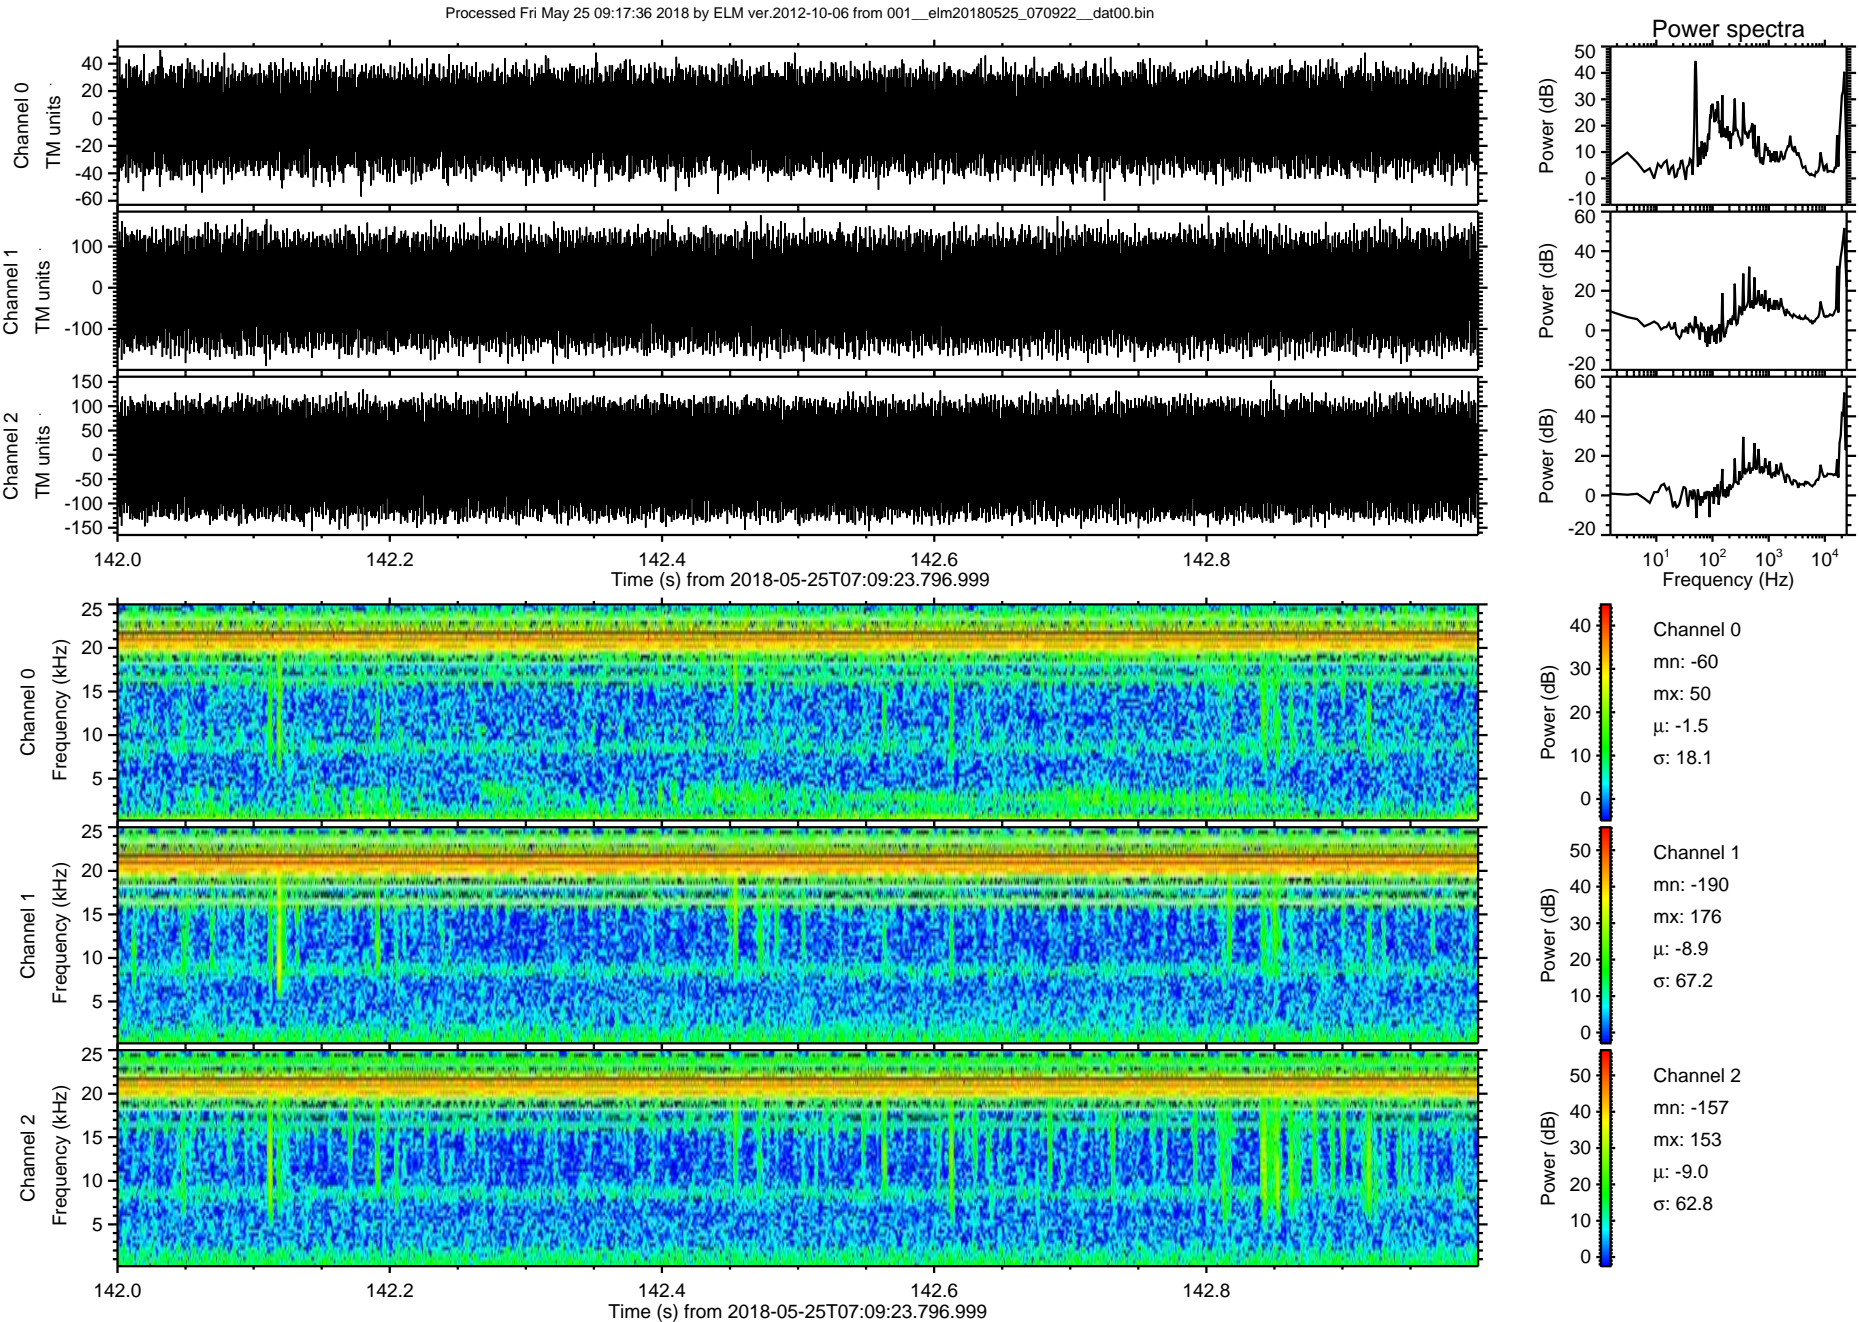 Processed Fri May 25 09:17:36 2018 by ELM ver.2012-10-06 from 001__elm20180525_070922__dat00.bin
Power spectra
Channel 0
TM units
40
20
0
-20
-40
-60
Power (dB)
50
40
30
20
10
0
-10
Channel 1
TM units
100
0
-100
Power (dB)
60
40
20
0
-20
Channel 2
TM units
150
100
50
0
-50
-100
-150
Power (dB)
60
40
20
0
-20
142.0 142.2 142.4 142.6 142.8
Time (s) from 2018-05-25T07:09:23.796.999
10^1 10^2 10^3 10^4
Frequency (Hz)
Channel 0
Frequency (kHz)
25
20
15
10
5
Power (dB)
40
30
20
10
0
Channel 0
mn: -60
mx: 50
μ: -1.5
σ: 18.1
Channel 1
Frequency (kHz)
25
20
15
10
5
Power (dB)
50
40
30
20
10
0
Channel 1
mn: -190
mx: 176
μ: -8.9
σ: 67.2
Channel 2
Frequency (kHz)
25
20
15
10
5
Power (dB)
50
40
30
20
10
0
Channel 2
mn: -157
mx: 153
μ: -9.0
σ: 62.8
142.0 142.2 142.4 142.6 142.8
Time (s) from 2018-05-25T07:09:23.796.999